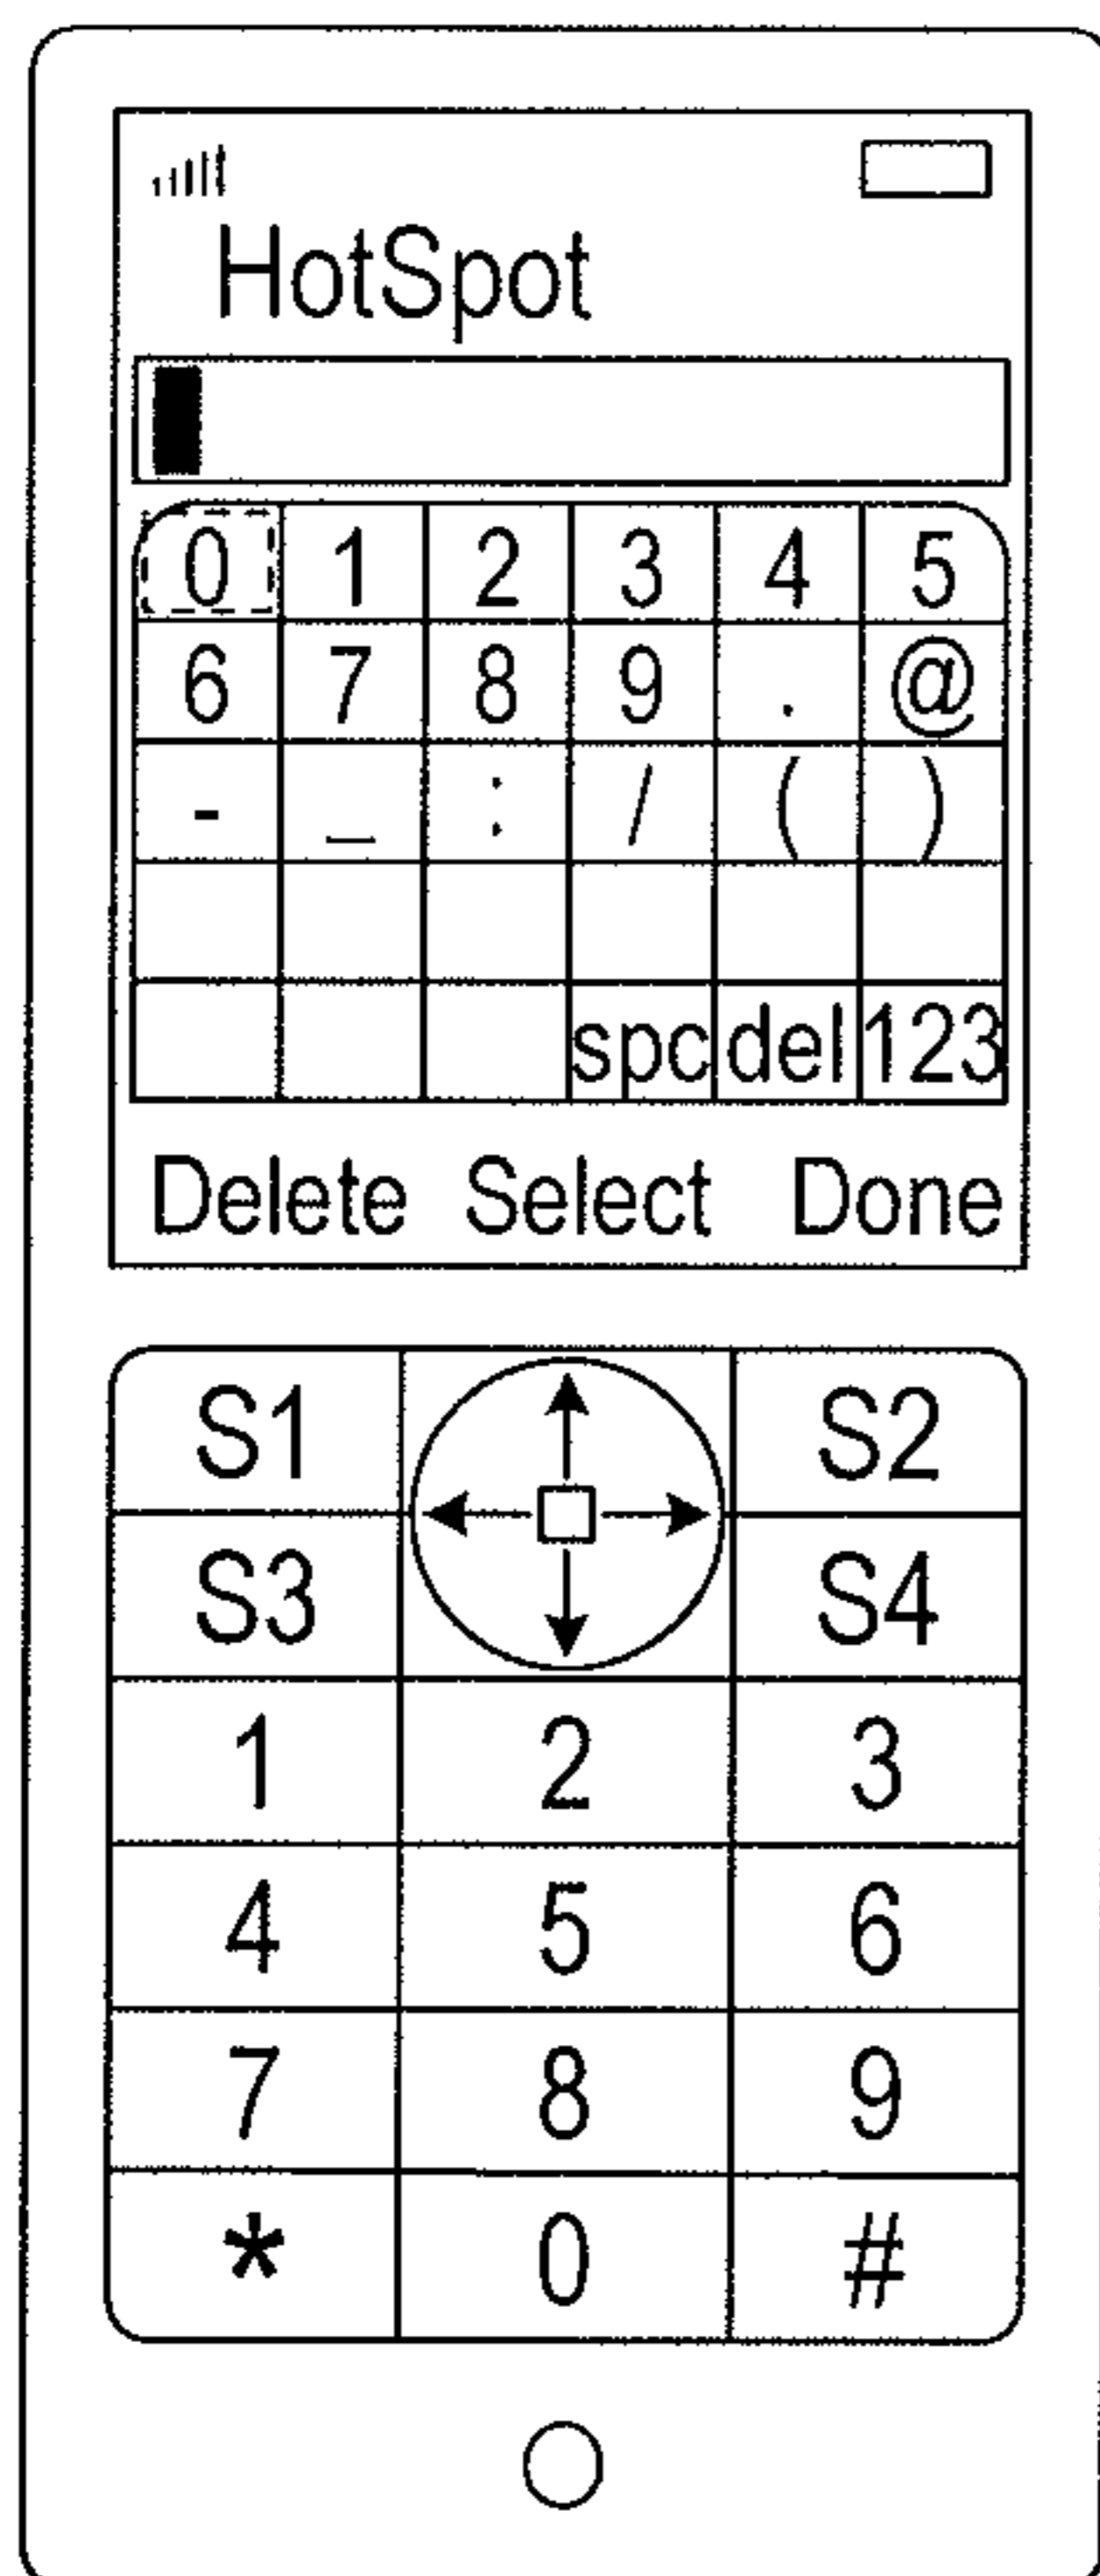 HotSpot
0 1 2 3 4 5
6 7 8 9 . @
- _ : / ( )
spc del 123
Delete Select Done
S1 S2
S3 S4
1 2 3
4 5 6
7 8 9
* 0 #